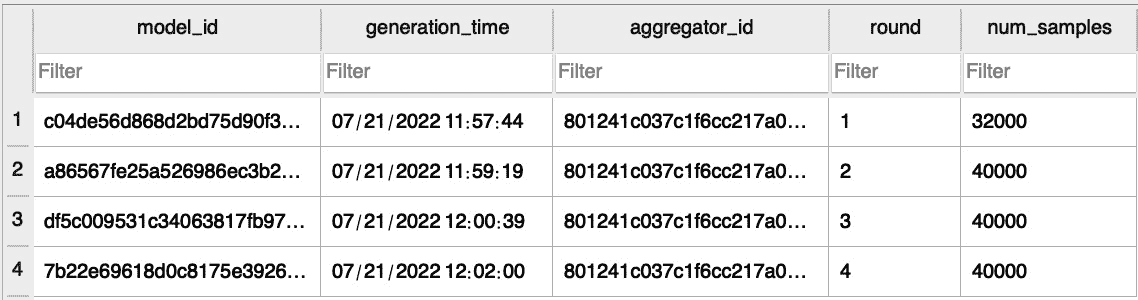 model_id generation_time aggregator_id round num_samples
Filter Filter Filter Filter Filter
1 c04de56d868d2bd75d90f3... 07/21/2022 11:57:44 801241c037c1f6cc217a0... 1 32000
2 a86567fe25a526986ec3b2... 07/21/2022 11:59:19 801241c037c1f6cc217a0... 2 40000
3 df5c009531c34063817fb97... 07/21/2022 12:00:39 801241c037c1f6cc217a0... 3 40000
4 7b22e69618d0c8175e3926... 07/21/2022 12:02:00 801241c037c1f6cc217a0... 4 40000